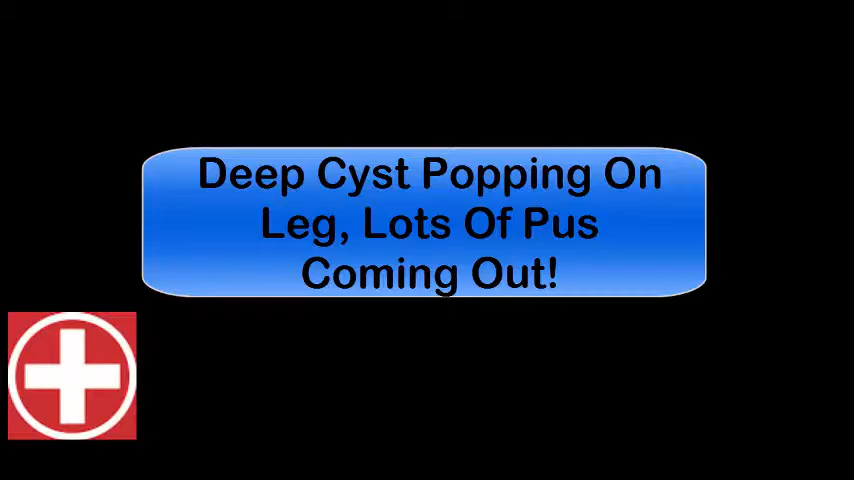 Deep Cyst Popping On
Leg, Lots Of Pus
Coming Out!